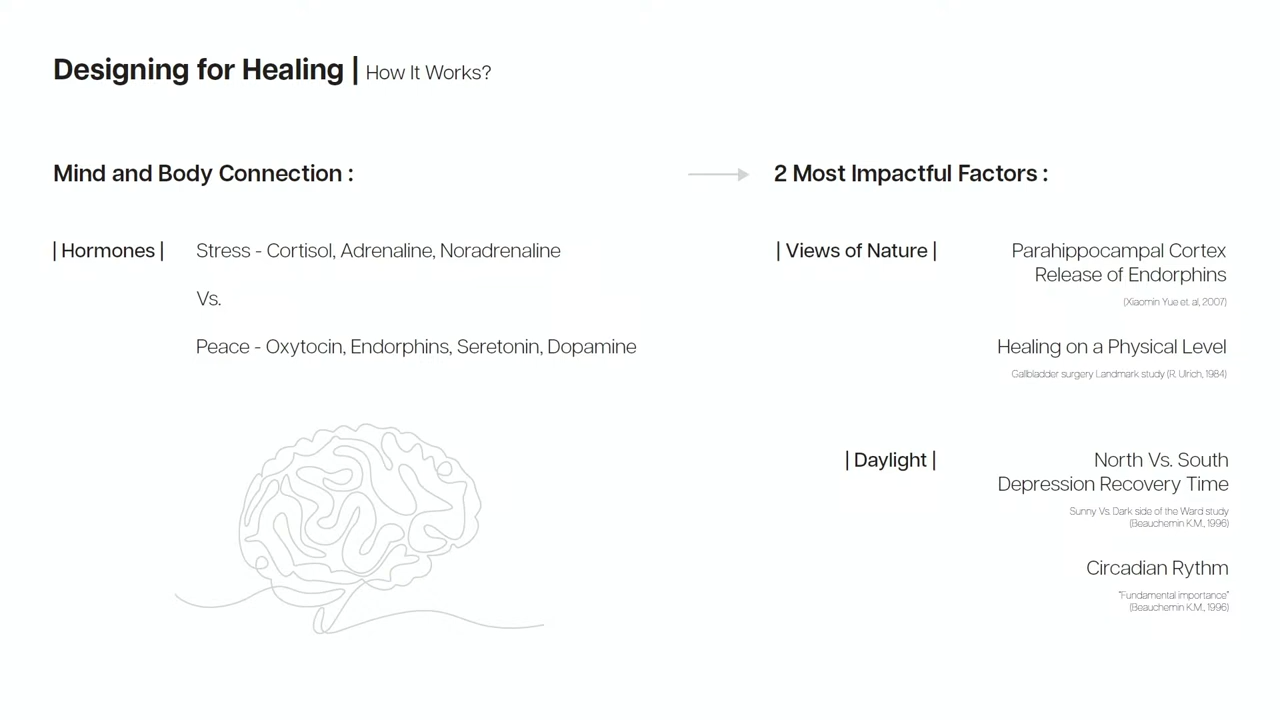 Designing for Healing | How It Works?
Mind and Body Connection :
2 Most Impactful Factors :
| Hormones | Stress - Cortisol, Adrenaline, Noradrenaline
Vs.
Peace - Oxytocin, Endorphins, Seretonin, Dopamine
| Views of Nature | Parahippocampal Cortex
Release of Endorphins
(Xiaomin Yue et. al, 2007)
Healing on a Physical Level
Gallbladder surgery Landmark study (R. Ulrich, 1984)
| Daylight | North Vs. South
Depression Recovery Time
Sunny Vs. Dark side of the Ward study
(Beauchemin K.M., 1996)
Circadian Rythm
"Fundamental importance"
(Beauchemin K.M., 1996)